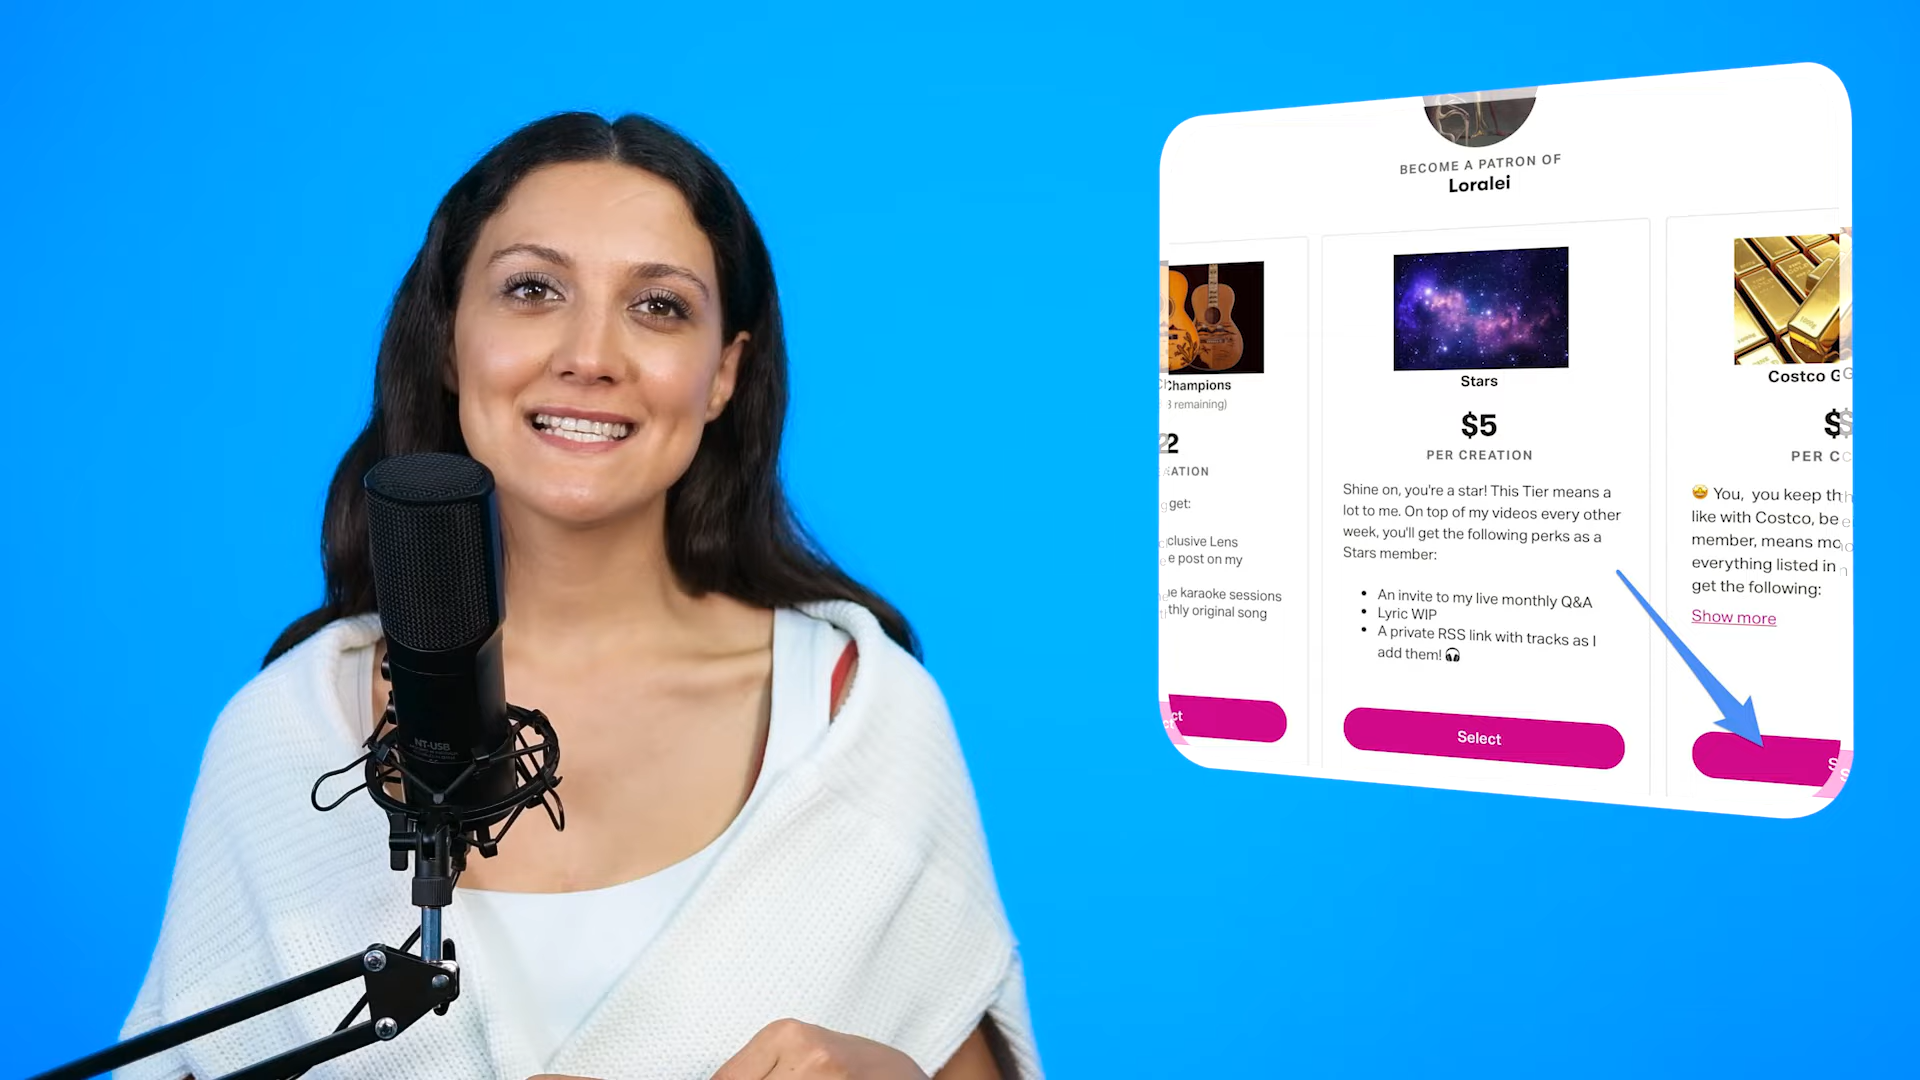 BECOME A PATRON OF
Loralei
Champions
remaining)
2
ATION
get:
clusive Lens
e post on my
e karaoke sessions
thly original song
ct
Stars
$5
PER CREATION
Shine on, you're a star! This Tier means a
lot to me. On top of my videos every other
week, you'll get the following perks as a
Stars member:
• An invite to my live monthly Q&A
• Lyric WIP
• A private RSS link with tracks as I
add them! 🎧
Select
Costco G
$
PER C
🤩 You, you keep th
like with Costco, be
member, means mo
everything listed in
get the following:
Show more
S
NT-USB